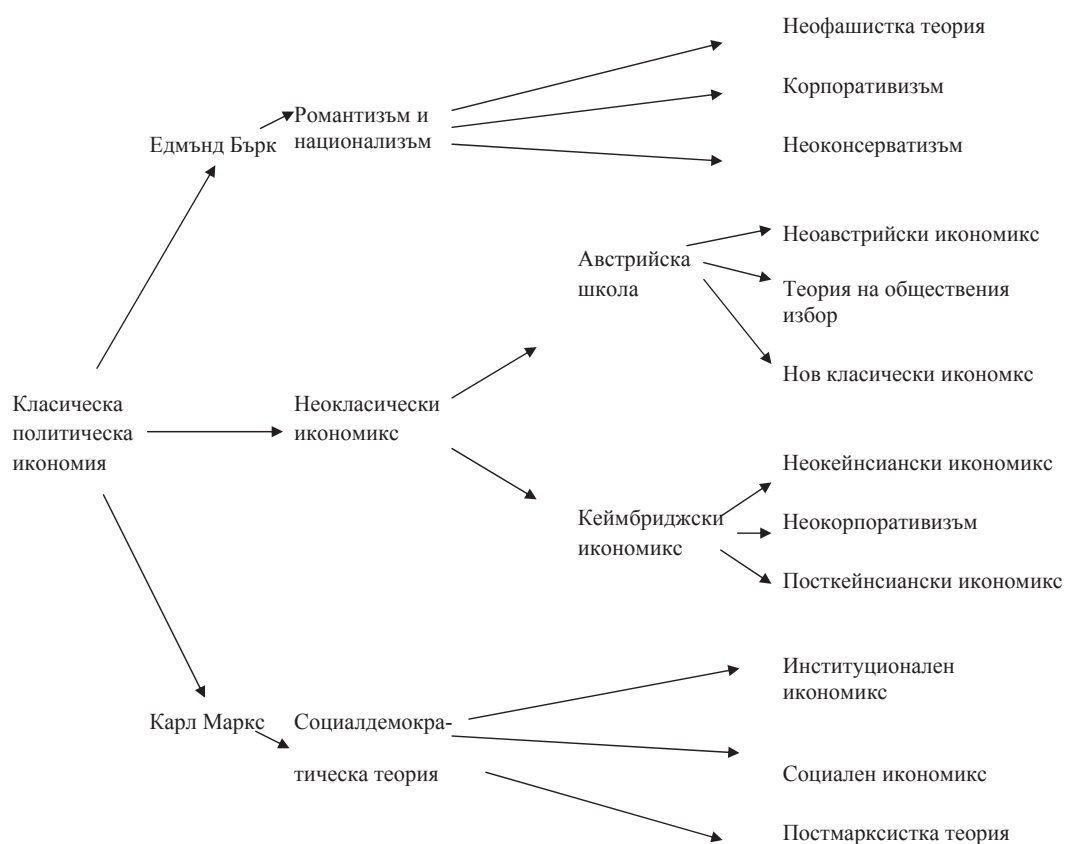 Неофашистка теория
Корпоративизъм
Романтизъм и
национализъм
Едмънд Бърк
Неоконсерватизъм
Неоавстрийски икономикс
Австрийска
школа
Теория на обществения
избор
Нов класически икономкс
Класическа
политическа
икономия
Неокласически
икономикс
Неокейнсиански икономикс
Кеймбриджски
икономикс
Неокорпоративизъм
Посткейнсиански икономикс
Институционален
икономикс
Карл Маркс
Социалдемокра-
тическа теория
Социален икономикс
Постмарксистка теория